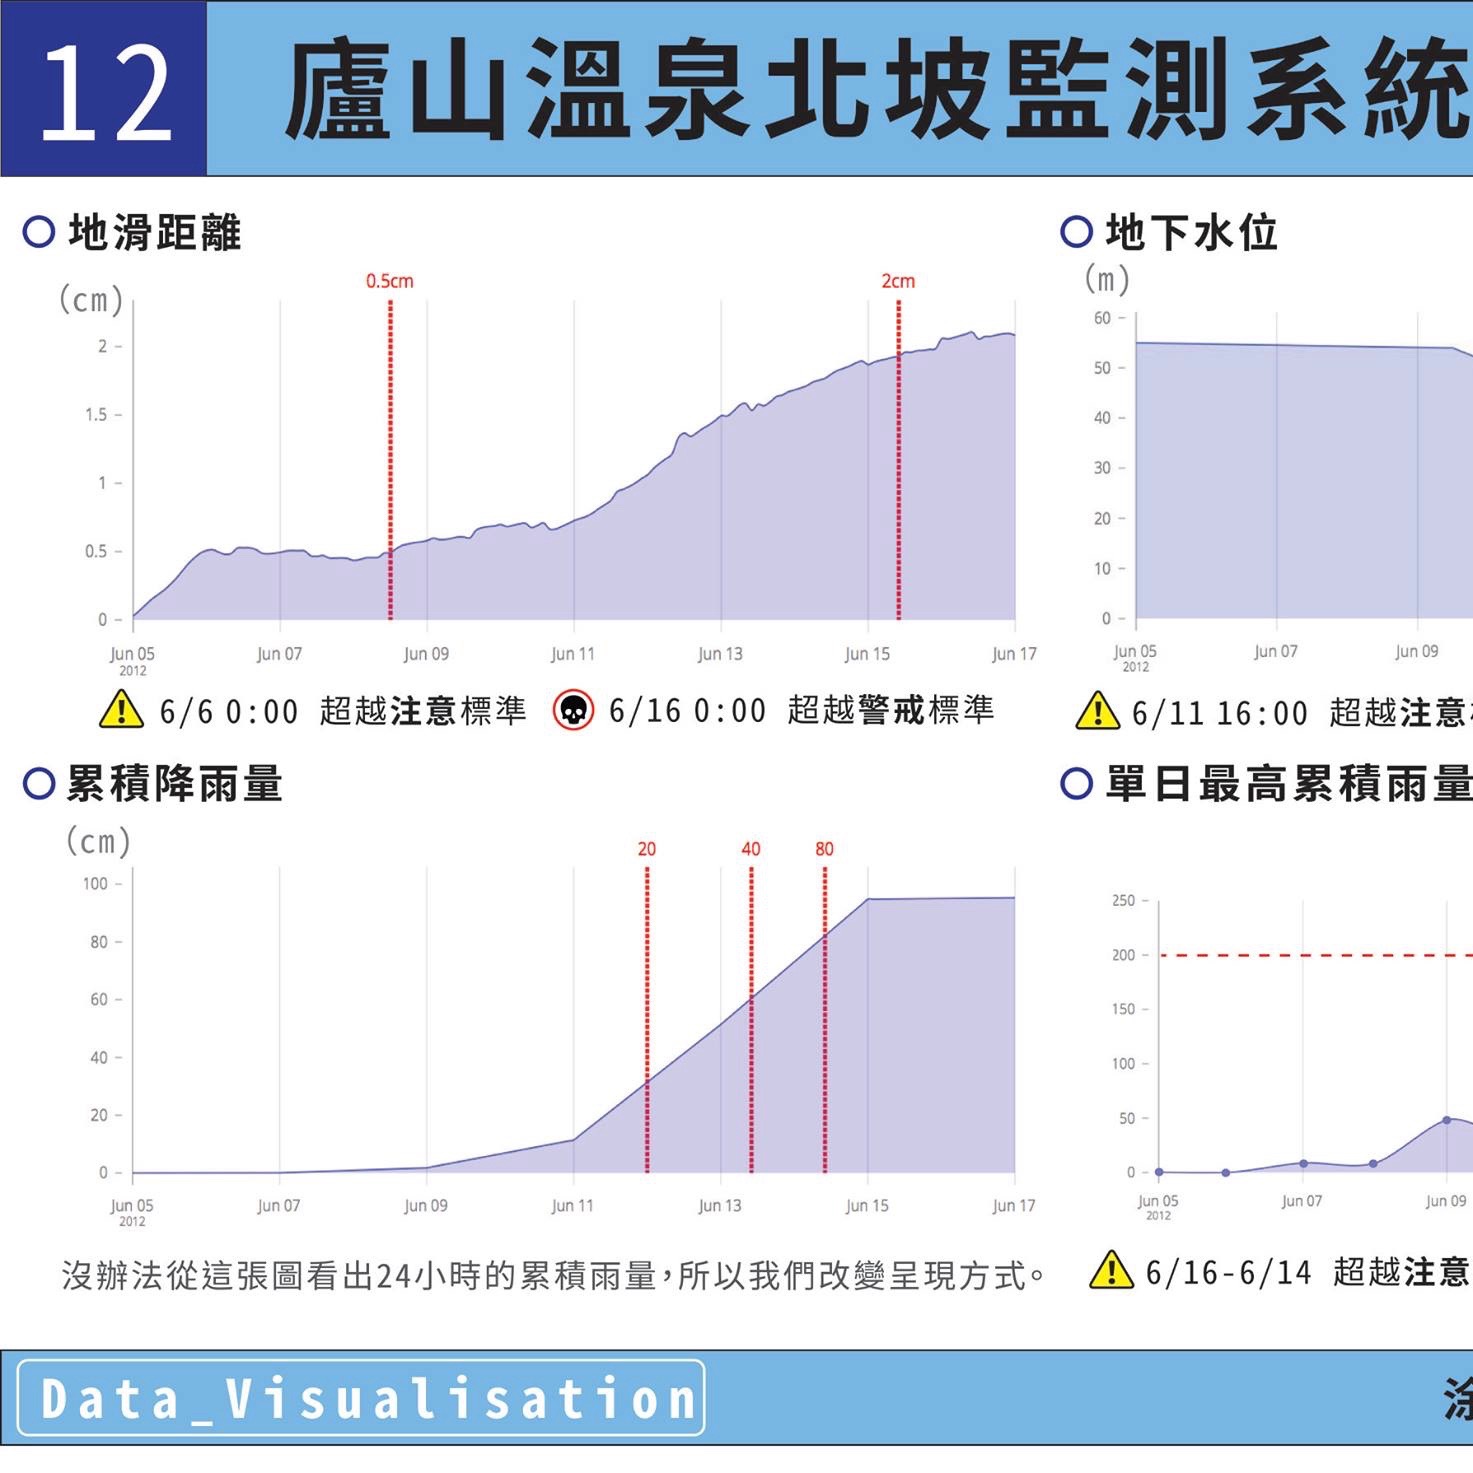 12
廬山溫泉北坡監測系統
地滑距離
(cm)
0.5cm
2cm
2
1.5
1
0.5
0
Jun 05
2012
Jun 07
Jun 09
Jun 11
Jun 13
Jun 15
Jun 17
6/6 0:00 超越注意標準
6/16 0:00 超越警戒標準
地下水位
(m)
60
50
40
30
20
10
0
Jun 05
2012
Jun 07
Jun 09
6/11 16:00 超越注意
累積降雨量
(cm)
20
40
80
100
80
60
40
20
0
Jun 05
2012
Jun 07
Jun 09
Jun 11
Jun 13
Jun 15
Jun 17
沒辦法從這張圖看出24小時的累積雨量，所以我們改變呈現方式。
單日最高累積雨量
250
200
150
100
50
0
Jun 05
2012
Jun 07
Jun 09
6/16-6/14 超越注意
Data_Visualisation
涂